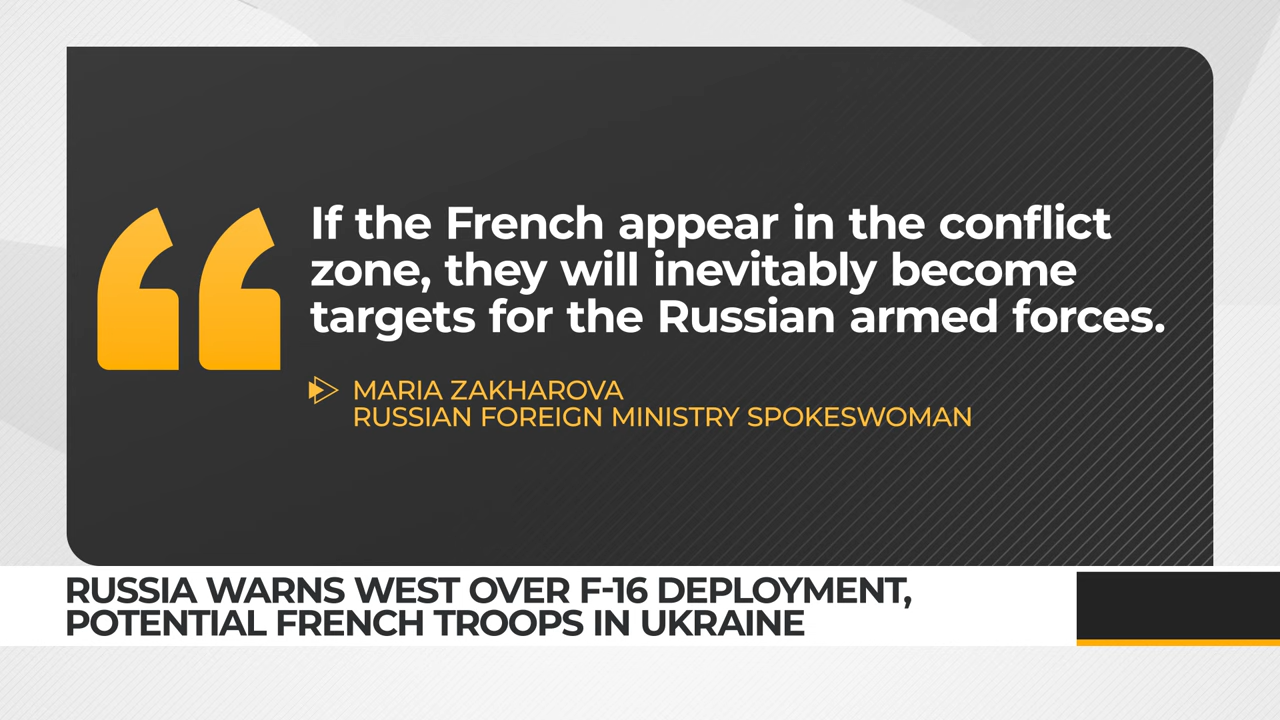 If the French appear in the conflict
zone, they will inevitably become
targets for the Russian armed forces.
MARIA ZAKHAROVA
RUSSIAN FOREIGN MINISTRY SPOKESWOMAN
RUSSIA WARNS WEST OVER F-16 DEPLOYMENT,
POTENTIAL FRENCH TROOPS IN UKRAINE